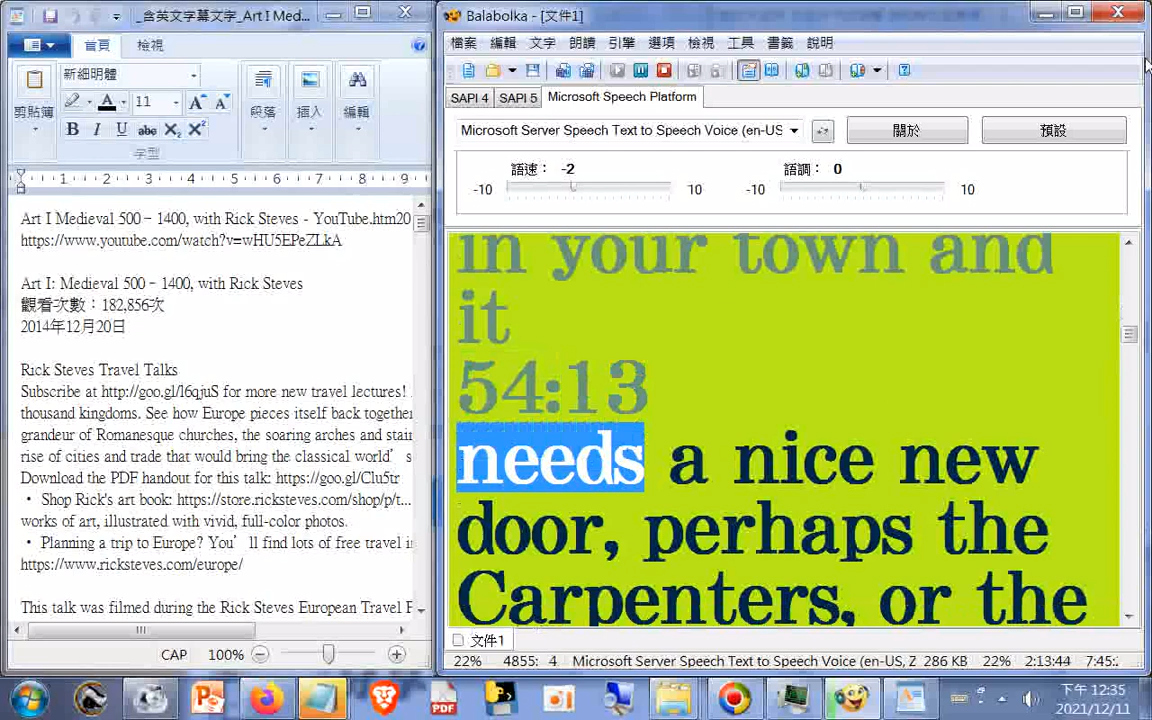 _含英文字幕文字_Art I Med...
首頁
檢視
剪貼簿
新細明體
11
字型
段落
插入
編輯
1 2 3 4 5 6 7 8 9
Art I Medieval 500－1400, with Rick Steves - YouTube.htm20
https://www.youtube.com/watch?v=wHU5EPeZLkA
Art I: Medieval 500－1400, with Rick Steves
觀看次數：182,856次
2014年12月20日
Rick Steves Travel Talks
Subscribe at http://goo.gl/l6qjuS for more new travel lectures!
thousand kingdoms. See how Europe pieces itself back together
grandeur of Romanesque churches, the soaring arches and stain
rise of cities and trade that would bring the classical world’s
Download the PDF handout for this talk: https://goo.gl/Clu5tr
• Shop Rick's art book: https://store.ricksteves.com/shop/p/t...
works of art, illustrated with vivid, full-color photos.
• Planning a trip to Europe? You’ll find lots of free travel i
https://www.ricksteves.com/europe/
This talk was filmed during the Rick Steves European Travel F
CAP 100%
Balabolka - [文件1]
檔案 編輯 文字 朗讀 引擎 選項 檢視 工具 書籤 說明
SAPI 4 SAPI 5 Microsoft Speech Platform
Microsoft Server Speech Text to Speech Voice (en-US
關於
預設
語速： -2
語調： 0
-10 10 -10 10
in your town and
it
54:13
needs a nice new
door, perhaps the
Carpenters, or the
文件1
22% 4855: 4 Microsoft Server Speech Text to Speech Voice (en-US, Z 286 KB 22% 2:13:44 7:45:
下午 12:35
2021/12/11